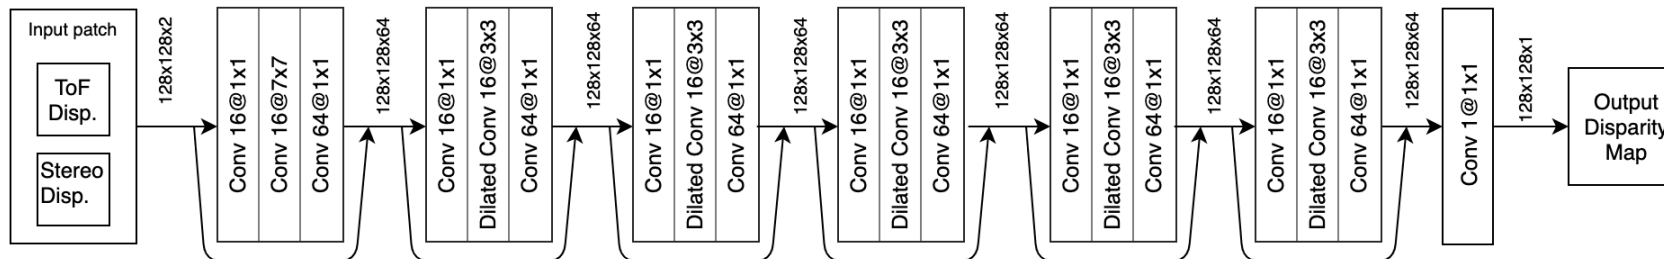 Input patch
ToF
Disp.
Stereo
Disp.
128x128x2
Conv 16@1x1
Conv 16@7x7
Conv 64@1x1
128x128x64
Conv 16@1x1
Dilated Conv 16@3x3
Conv 64@1x1
128x128x64
Conv 16@1x1
Dilated Conv 16@3x3
Conv 64@1x1
128x128x64
Conv 16@1x1
Dilated Conv 16@3x3
Conv 64@1x1
128x128x64
Conv 16@1x1
Dilated Conv 16@3x3
Conv 64@1x1
128x128x64
Conv 16@1x1
Dilated Conv 16@3x3
Conv 64@1x1
128x128x64
Conv 1@1x1
128x128x1
Output
Disparity
Map